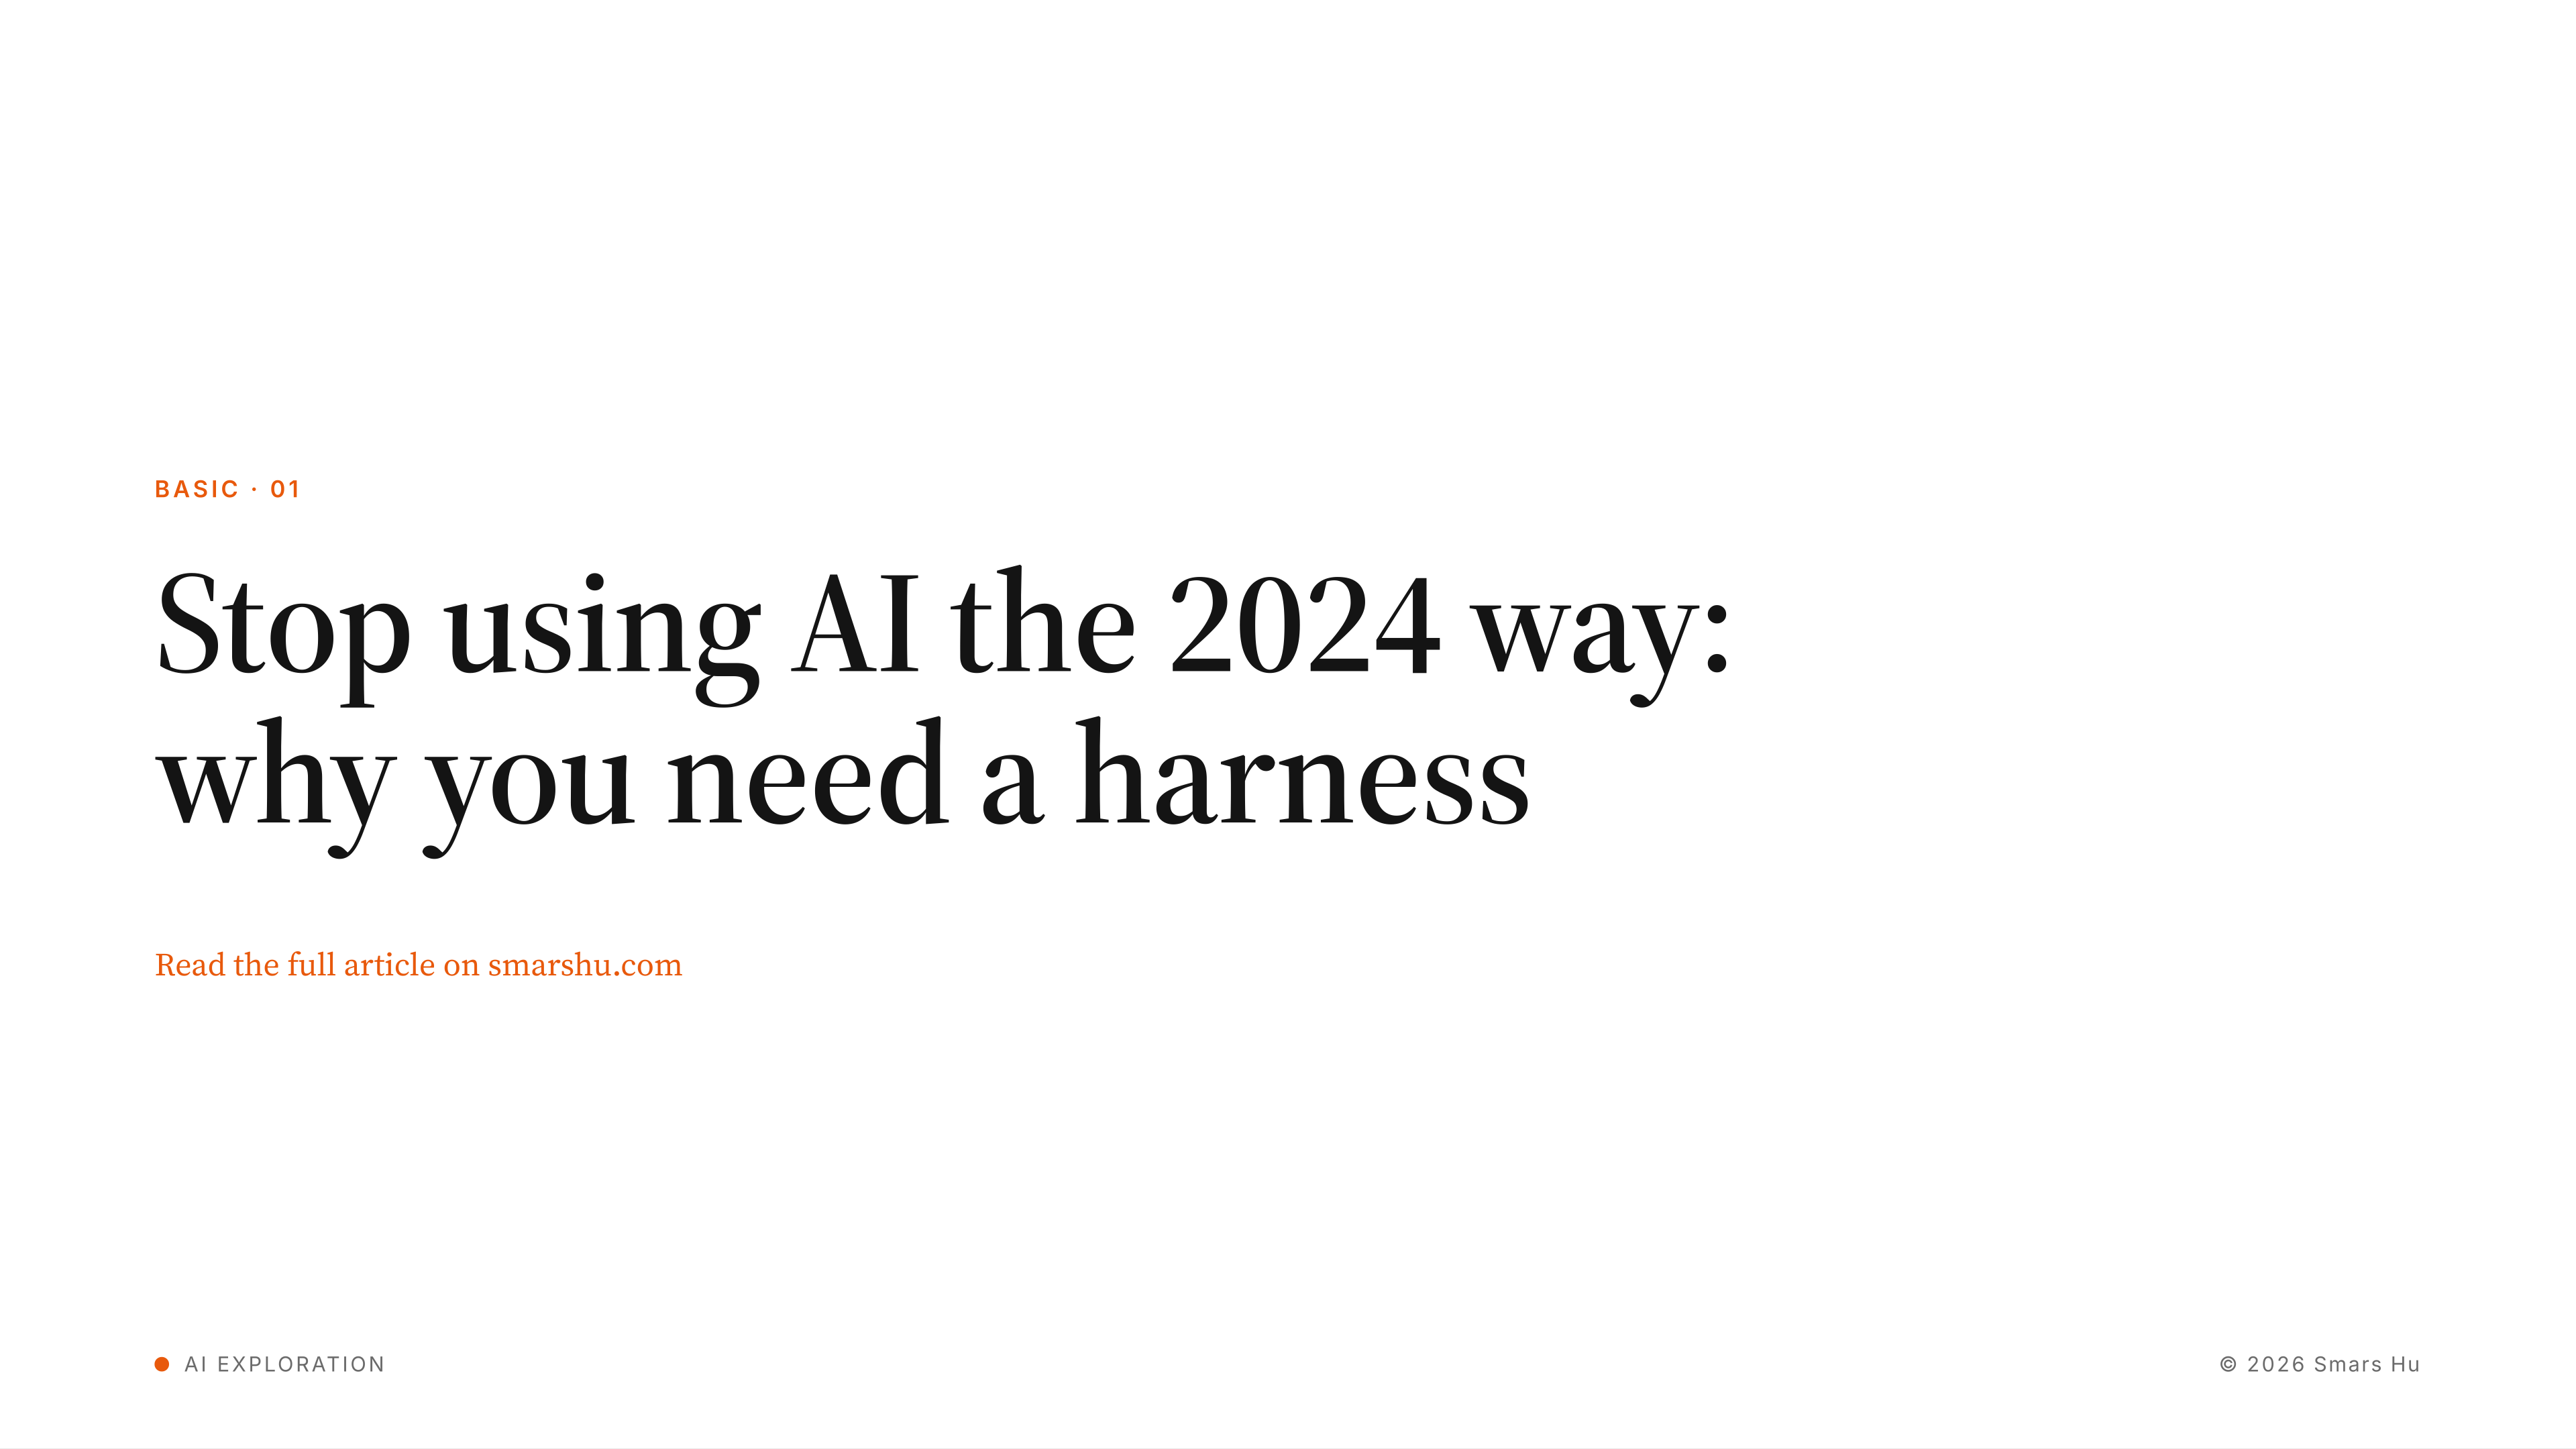 BASIC · 01
Stop using AI the 2024 way:
why you need a harness
Read the full article on smarshu.com
AI EXPLORATION
© 2026 Smars Hu